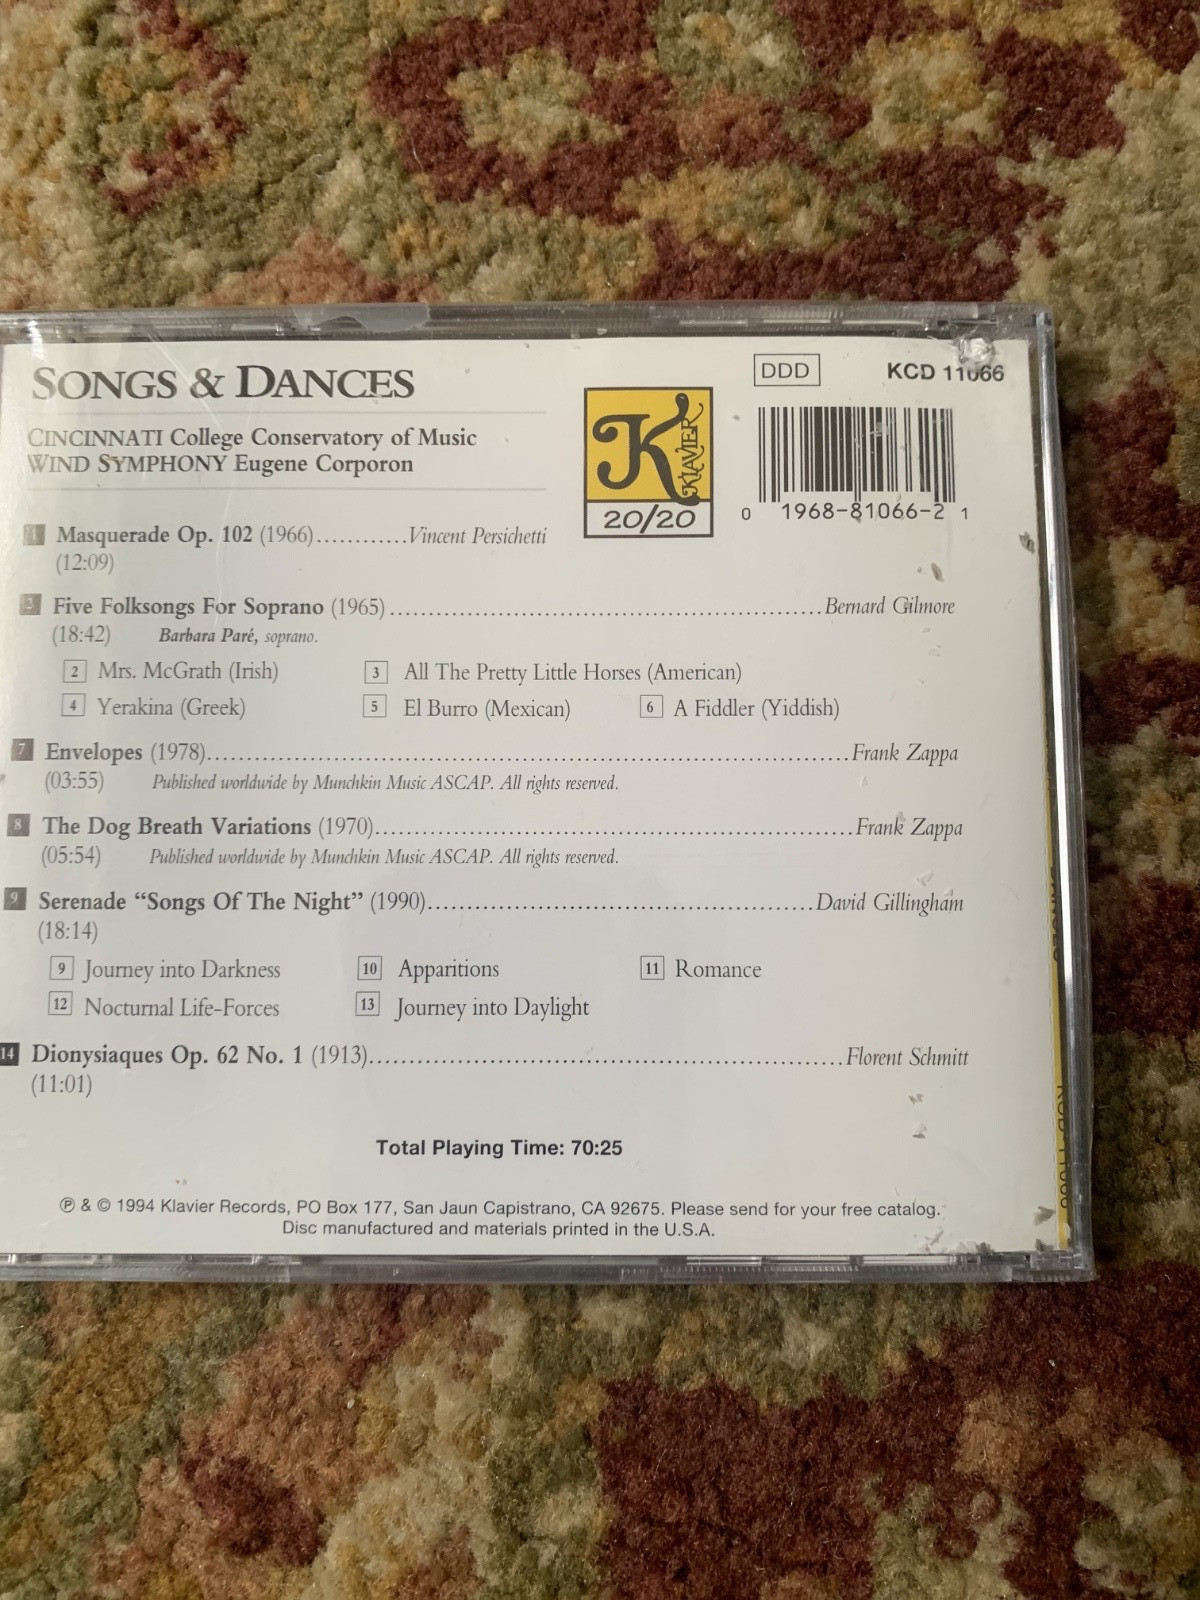 SONGS & DANCES
DDD
KCD 11066
CINCINNATI College Conservatory of Music
WIND SYMPHONY Eugene Corporon
K KLAVIER
20/20
0 1968-81066-2 1
1 Masquerade Op. 102 (1966)............Vincent Persichetti
(12:09)
2 Five Folksongs For Soprano (1965)................................................Bernard Gilmore
(18:42) Barbara Paré, soprano.
2 Mrs. McGrath (Irish) 3 All The Pretty Little Horses (American)
4 Yerakina (Greek) 5 El Burro (Mexican) 6 A Fiddler (Yiddish)
7 Envelopes (1978)........................................................................Frank Zappa
(03:55) Published worldwide by Munchkin Music ASCAP. All rights reserved.
8 The Dog Breath Variations (1970).....................................................Frank Zappa
(05:54) Published worldwide by Munchkin Music ASCAP. All rights reserved.
9 Serenade “Songs Of The Night” (1990)...........................................David Gillingham
(18:14)
9 Journey into Darkness 10 Apparitions 11 Romance
12 Nocturnal Life-Forces 13 Journey into Daylight
14 Dionysiaques Op. 62 No. 1 (1913).....................................................Florent Schmitt
(11:01)
Total Playing Time: 70:25
℗ & © 1994 Klavier Records, PO Box 177, San Jaun Capistrano, CA 92675. Please send for your free catalog.
Disc manufactured and materials printed in the U.S.A.